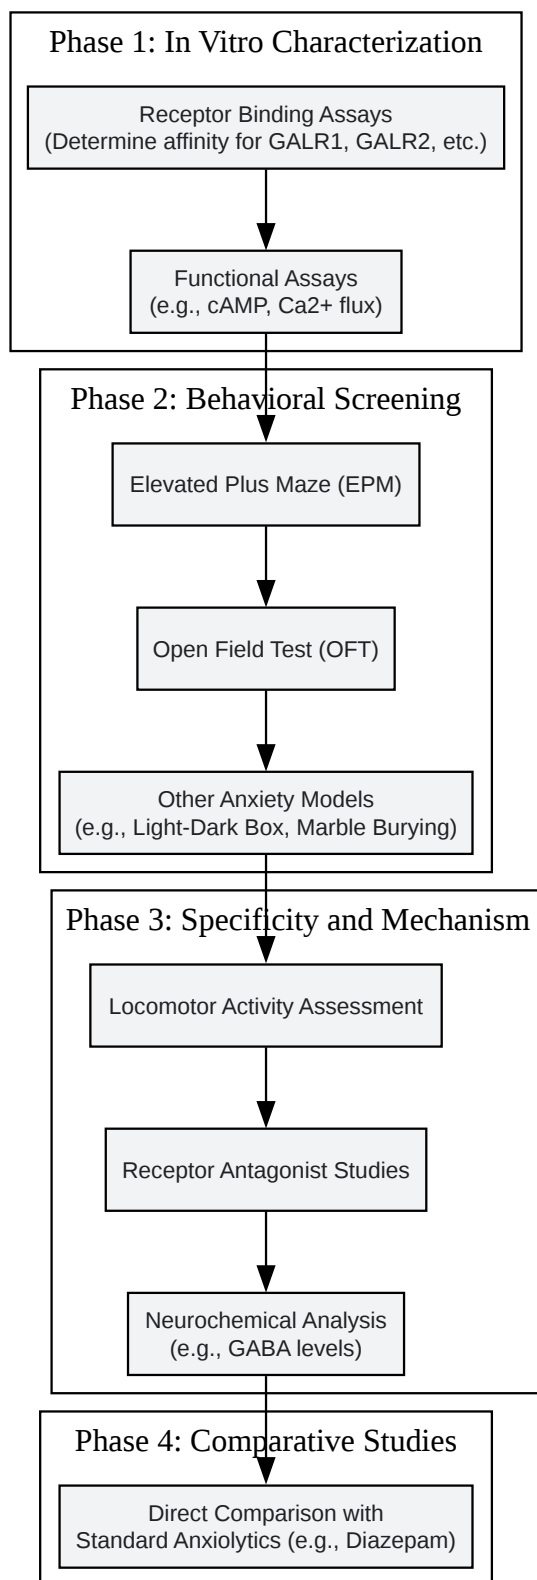 Phase 1: In Vitro Characterization
Receptor Binding Assays
(Determine affinity for GALR1, GALR2, etc.)
Functional Assays
(e.g., cAMP, Ca2+ flux)
Phase 2: Behavioral Screening
Elevated Plus Maze (EPM)
Open Field Test (OFT)
Other Anxiety Models
(e.g., Light-Dark Box, Marble Burying)
Phase 3: Specificity and Mechanism
Locomotor Activity Assessment
Receptor Antagonist Studies
Neurochemical Analysis
(e.g., GABA levels)
Phase 4: Comparative Studies
Direct Comparison with
Standard Anxiolytics (e.g., Diazepam)